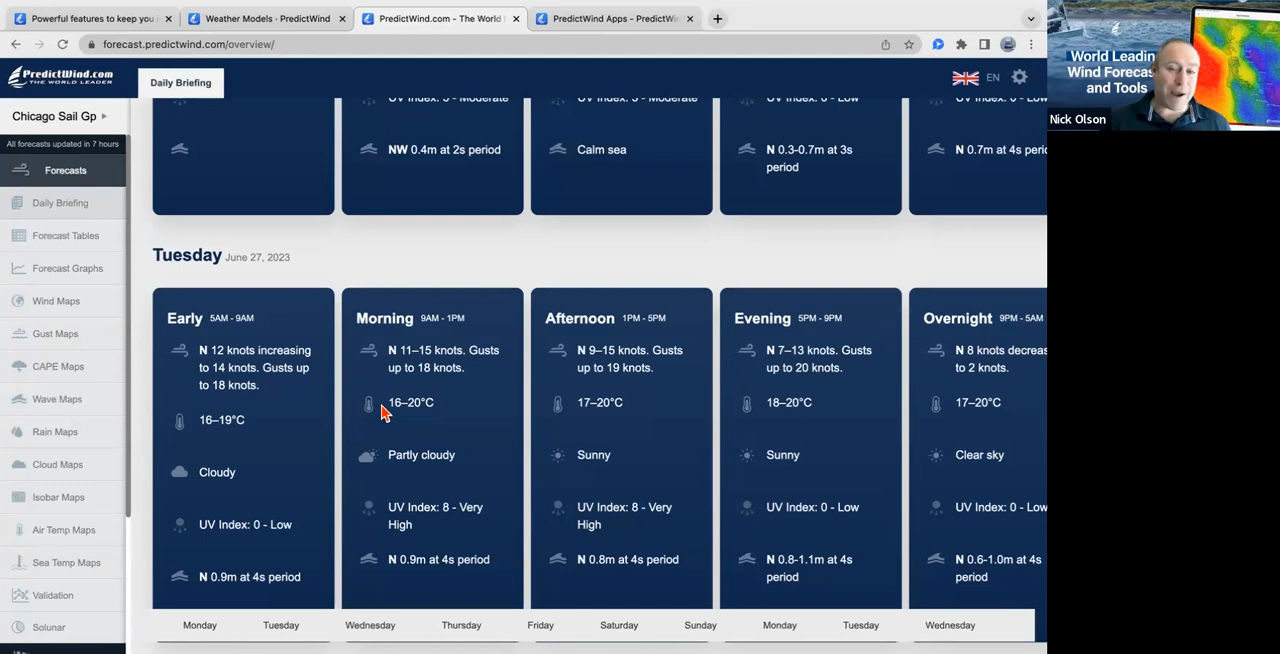 Powerful features to keep you
Weather Models - PredictWind
PredictWind.com - The World
PredictWind Apps - PredictWin
forecast.predictwind.com/overview/
PredictWind.com
THE WORLD LEADER
Daily Briefing
EN
World Leadin
Wind Forecas
and Tools
Nick Olson
Chicago Sail Gp
All forecasts updated in 7 hours
Forecasts
Daily Briefing
Forecast Tables
Forecast Graphs
Wind Maps
Gust Maps
CAPE Maps
Wave Maps
Rain Maps
Cloud Maps
Isobar Maps
Air Temp Maps
Sea Temp Maps
Validation
Solunar
UV Index: 3 - Moderate
NW 0.4m at 2s period
UV Index: 3 - Moderate
Calm sea
UV Index: 0 - Low
N 0.3-0.7m at 3s
period
UV Index: 0 - Low
N 0.7m at 4s peri
Tuesday June 27, 2023
Early 5AM - 9AM
N 12 knots increasing
to 14 knots. Gusts up
to 18 knots.
16–19°C
Cloudy
UV Index: 0 - Low
N 0.9m at 4s period
Morning 9AM - 1PM
N 11–15 knots. Gusts
up to 18 knots.
16–20°C
Partly cloudy
UV Index: 8 - Very
High
N 0.9m at 4s period
Afternoon 1PM - 5PM
N 9–15 knots. Gusts
up to 19 knots.
17–20°C
Sunny
UV Index: 8 - Very
High
N 0.8m at 4s period
Evening 5PM - 9PM
N 7–13 knots. Gusts
up to 20 knots.
18–20°C
Sunny
UV Index: 0 - Low
N 0.8-1.1m at 4s
period
Overnight 9PM - 5AM
N 8 knots decreas
to 2 knots.
17–20°C
Clear sky
UV Index: 0 - Low
N 0.6-1.0m at 4s
period
Monday
Tuesday
Wednesday
Thursday
Friday
Saturday
Sunday
Monday
Tuesday
Wednesday